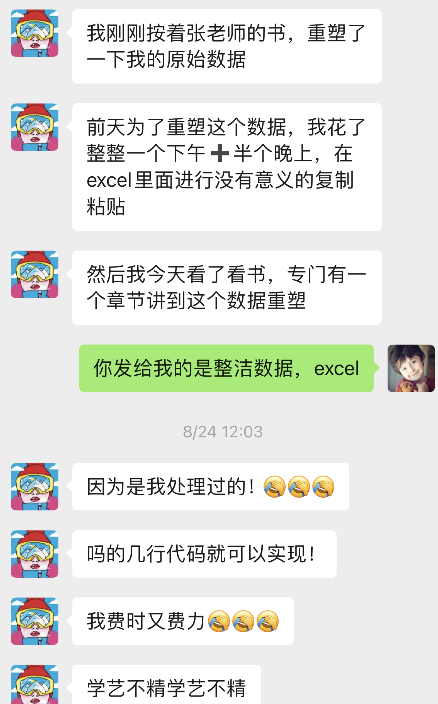 我刚刚按着张老师的书，重塑了
一下我的原始数据
前天为了重塑这个数据，我花了
整整一个下午➕半个晚上，在
excel里面进行没有意义的复制
粘贴
然后我今天看了看书，专门有一
个章节讲到这个数据重塑
你发给我的是整洁数据，excel
8/24 12:03
因为是我处理过的！🤦🤦🤦
吗的几行代码就可以实现！
我费时又费力🤦🤦🤦
学艺不精学艺不精